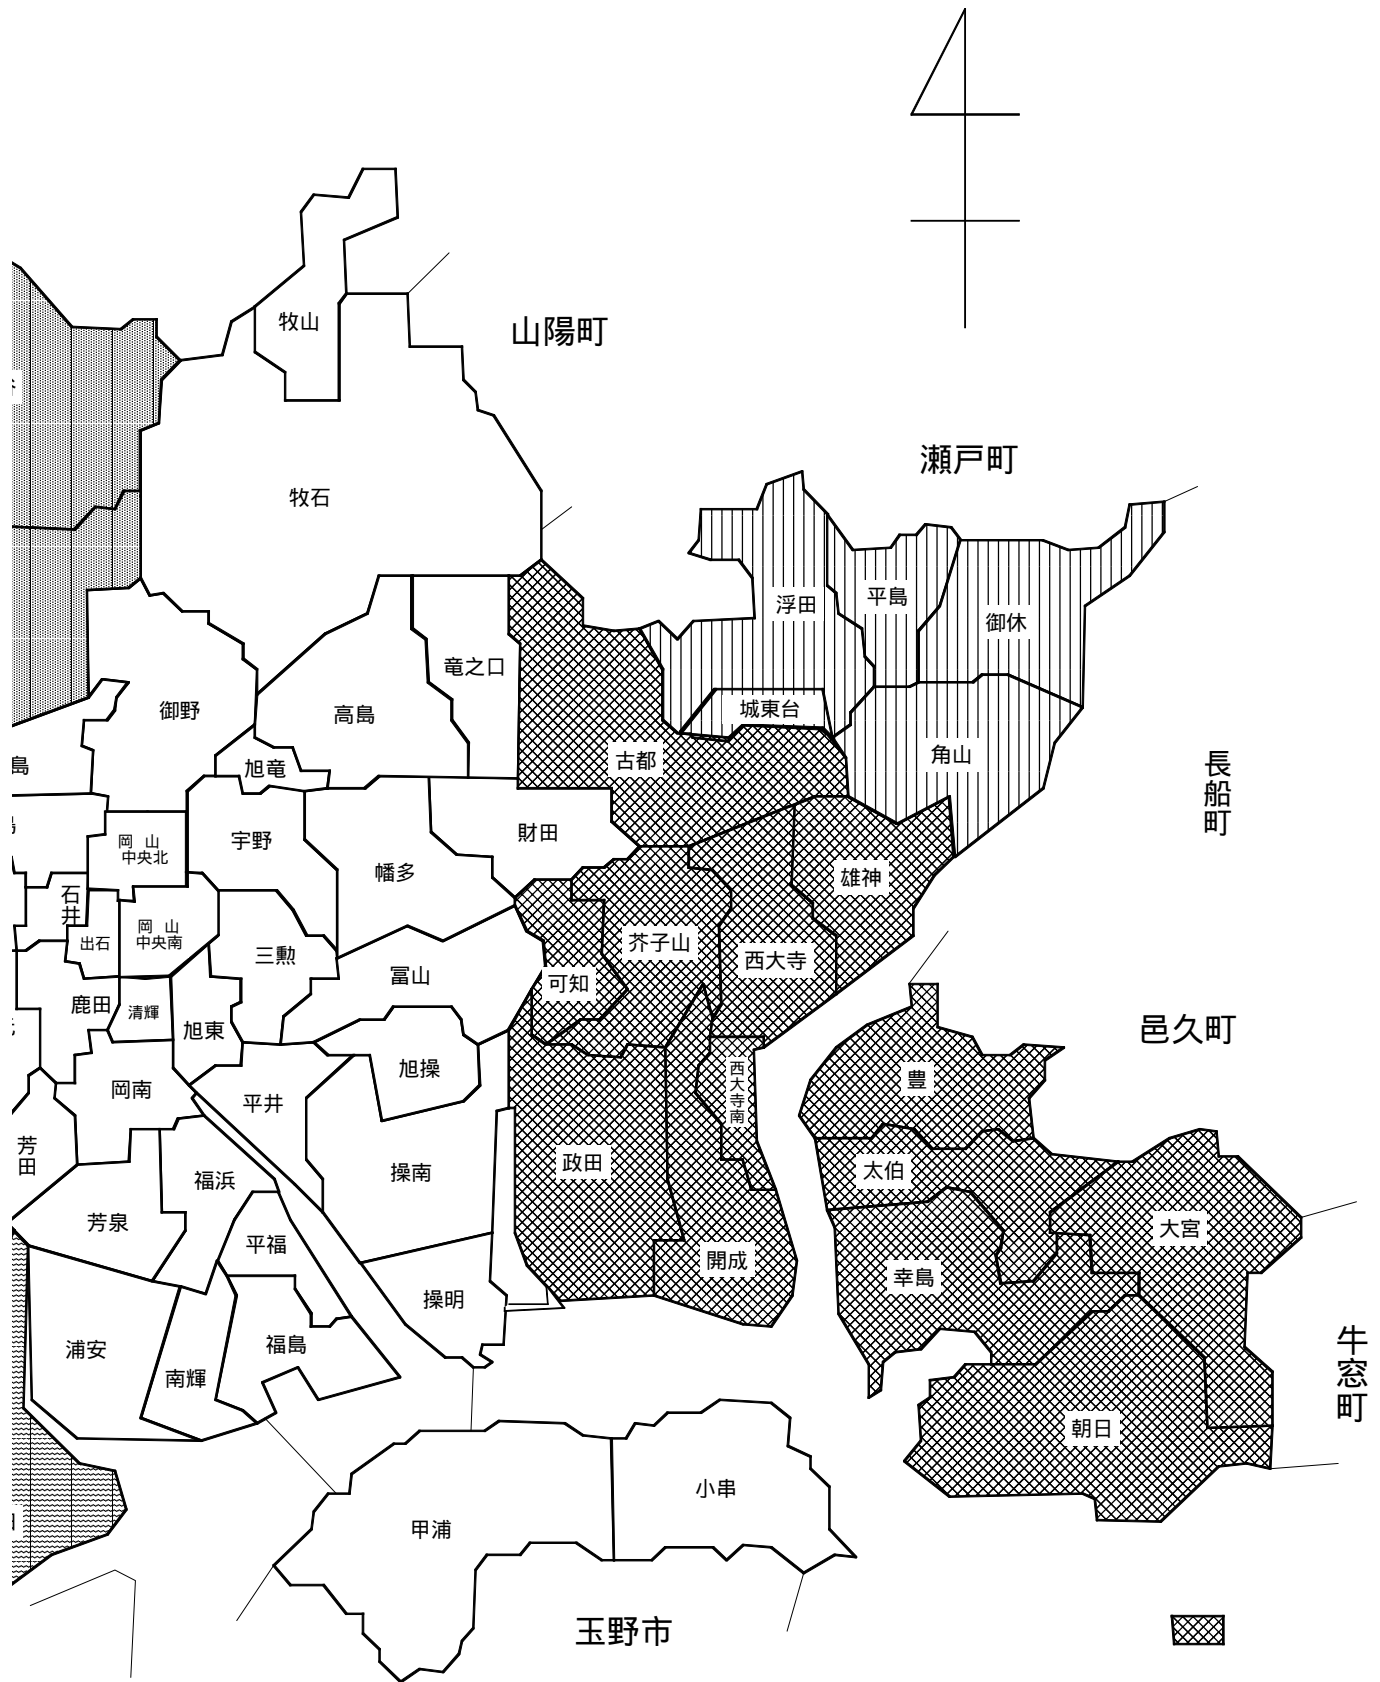 牧山
山陽町
瀬戸町
牧石
浮田
平島
御休
竜之口
御野
高島
城東台
角山
古都
旭竜
島
長船町
財田
宇野
岡 山
中央北
幡多
雄神
石井
岡 山
中央南
出石
芥子山
三勲
西大寺
冨山
可知
鹿田
清輝
旭東
邑久町
旭操
豊
西大寺南
岡南
平井
芳田
政田
太伯
操南
福浜
芳泉
大宮
平福
開成
幸島
操明
福島
浦安
南輝
牛窓町
朝日
小串
甲浦
玉野市